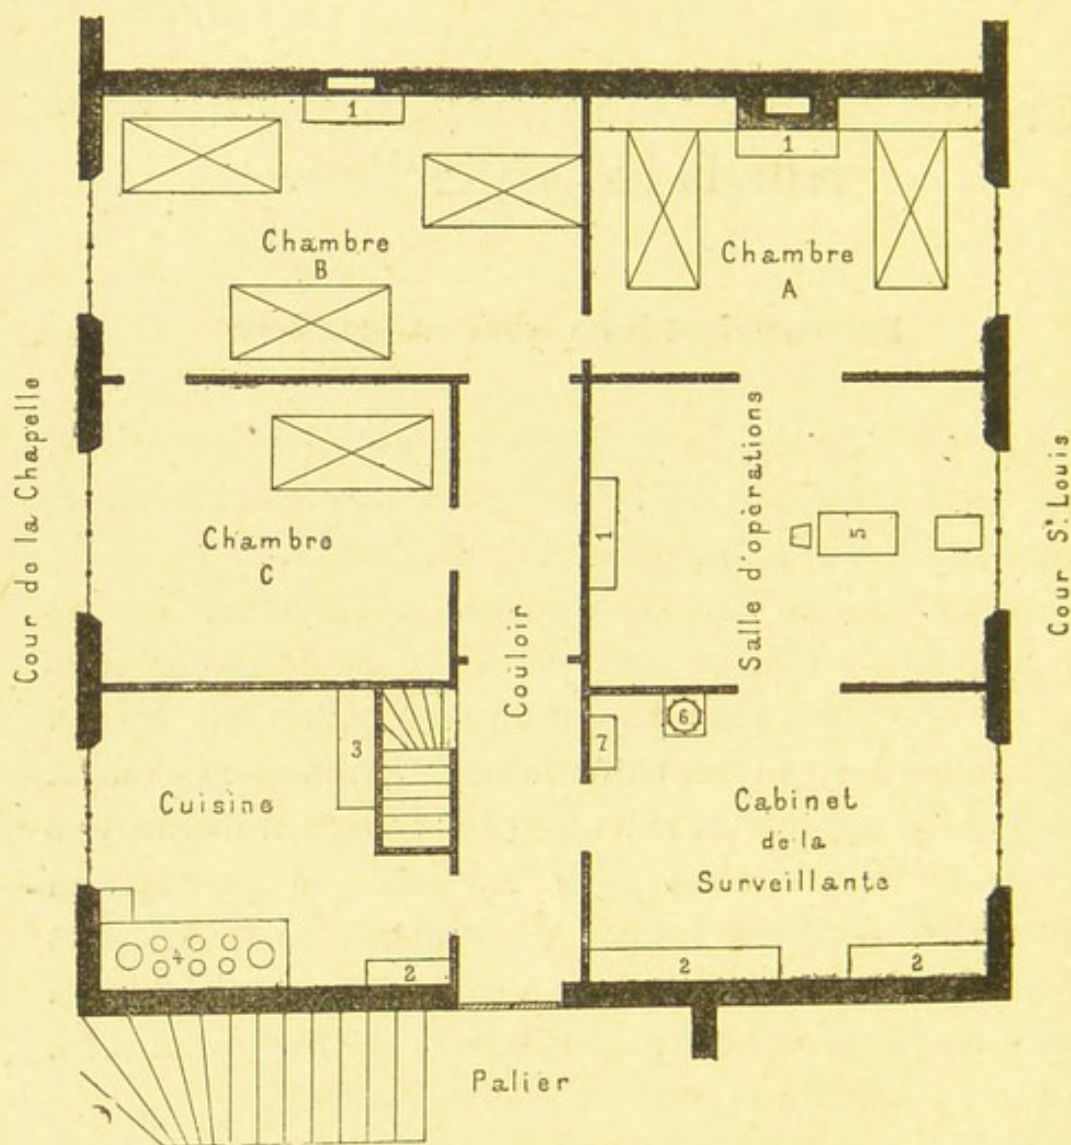 1
1
Chambre
B
Chambre
A
Cour de la Chapelle
Chambre
C
1
Salle d'opérations
5
Cour St. Louis
Couloir
3
7
6
Cuisine
Cabinet
de la
Surveillante
4
2
2
2
Palier